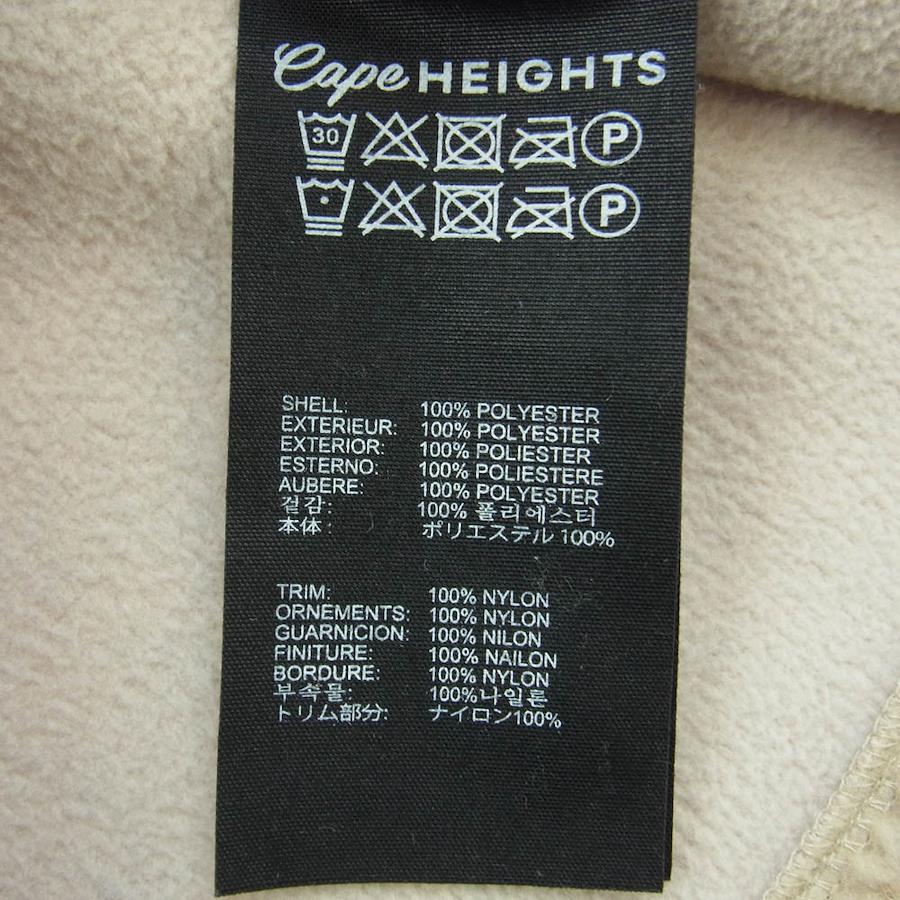 Cape HEIGHTS
30 P
P
SHELL: 100% POLYESTER
EXTERIEUR: 100% POLYESTER
EXTERIOR: 100% POLIESTER
ESTERNO: 100% POLIESTERE
AUBERE: 100% POLYESTER
겉감: 100% 폴리에스터
本体: ポリエステル 100%
TRIM: 100% NYLON
ORNEMENTS: 100% NYLON
GUARNICION: 100% NILON
FINITURE: 100% NAILON
BORDURE: 100% NYLON
부속물: 100%나일론
トリム部分: ナイロン100%